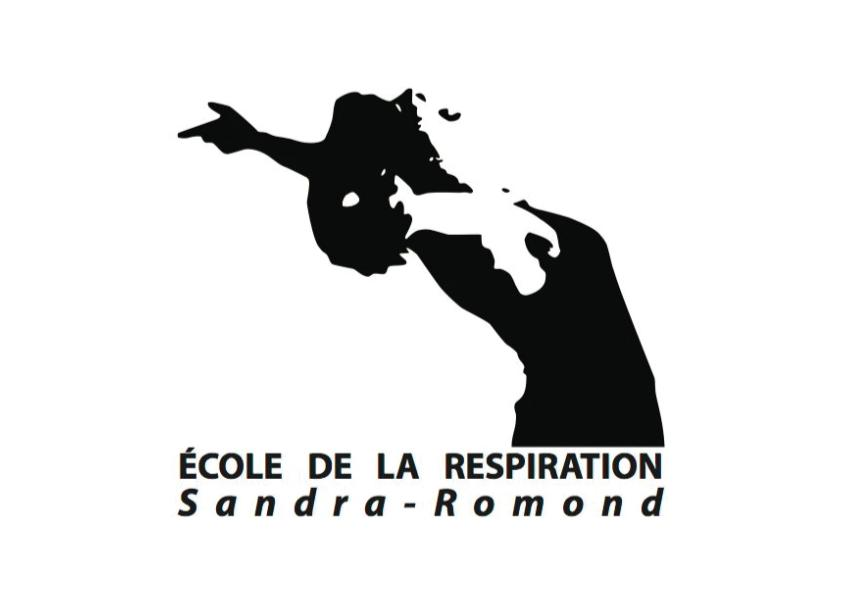 ÉCOLE DE LA RESPIRATION
Sandra-Romond